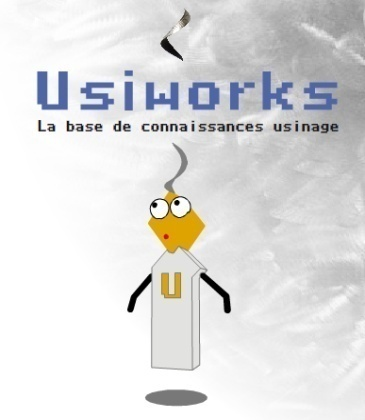 Usiworks
La base de connaissances usinage
U